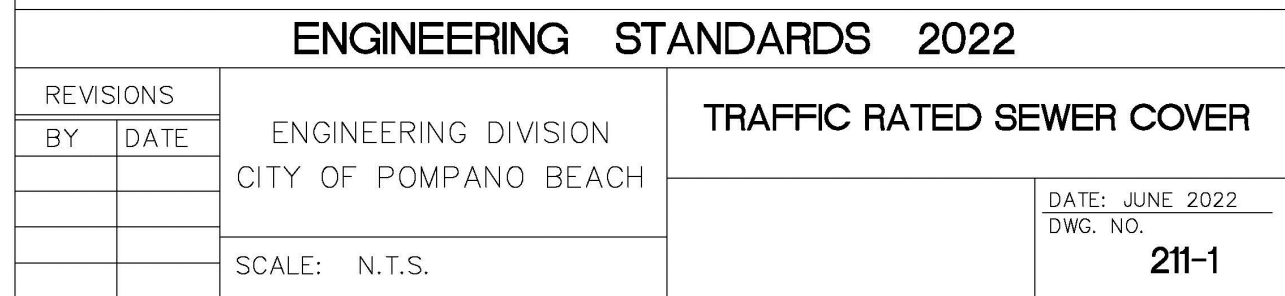 ENGINEERING STANDARDS 2022
REVISIONS
BY DATE
ENGINEERING DIVISION
CITY OF POMPANO BEACH
SCALE: N.T.S.
TRAFFIC RATED SEWER COVER
DATE: JUNE 2022
DWG. NO.
211-1